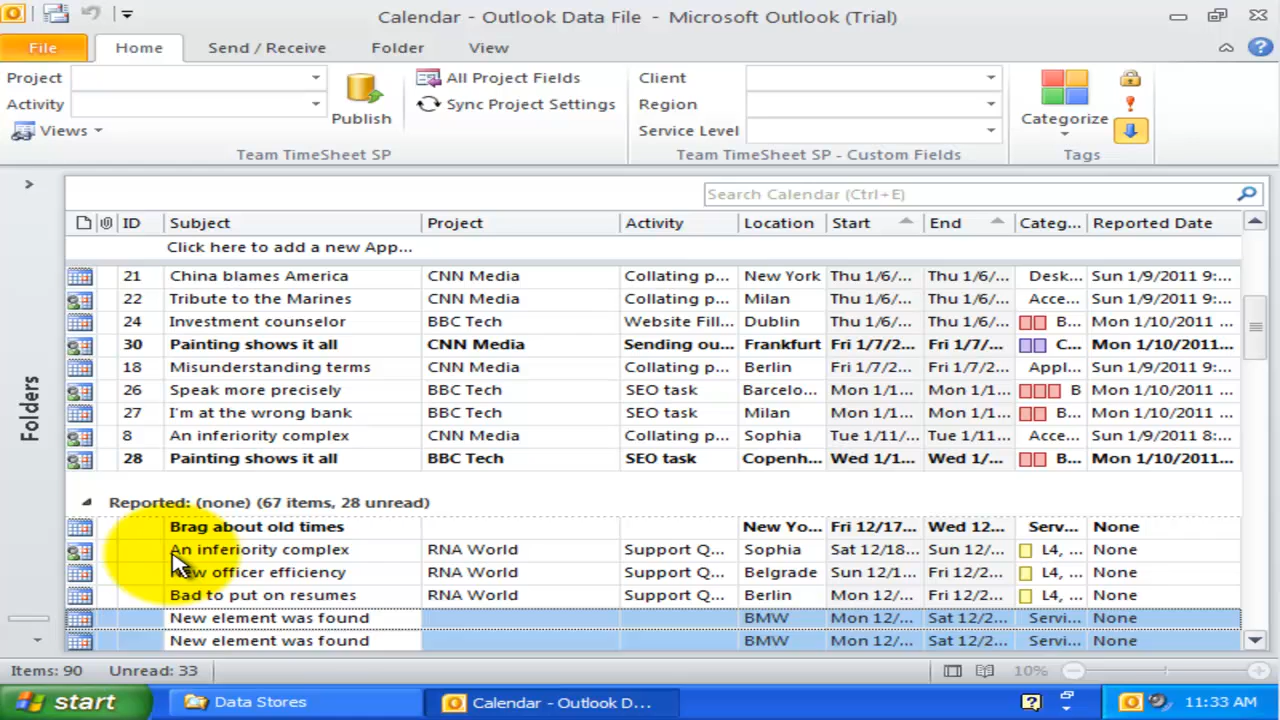 Calendar - Outlook Data File - Microsoft Outlook (Trial)
File Home Send / Receive Folder View
Project All Project Fields Client
Activity Publish Sync Project Settings Region Categorize
Views Service Level
Team TimeSheet SP Team TimeSheet SP - Custom Fields Tags
Search Calendar (Ctrl+E)
ID Subject Project Activity Location Start End Categ... Reported Date
Click here to add a new App...
21 China blames America CNN Media Collating p... New York Thu 1/6/... Thu 1/6/... Desk... Sun 1/9/2011 9:...
22 Tribute to the Marines CNN Media Collating p... Milan Thu 1/6/... Thu 1/6/... Acce... Sun 1/9/2011 9:...
24 Investment counselor BBC Tech Website Fill... Dublin Thu 1/6/... Thu 1/6/... B... Mon 1/10/2011 ...
30 Painting shows it all CNN Media Sending ou... Frankfurt Fri 1/7/2... Fri 1/7/... C... Mon 1/10/2011...
18 Misunderstanding terms BBC Tech Website Fill... Berlin Fri 1/7/2... Fri 1/7/... Appl... Mon 1/10/2011 ...
26 Speak more precisely BBC Tech SEO task Barcelo... Mon 1/1... Mon 1/1... B Mon 1/10/2011 ...
27 I'm at the wrong bank BBC Tech SEO task Milan Mon 1/1... Mon 1/1... B... Mon 1/10/2011 ...
8 An inferiority complex CNN Media Collating p... Sophia Tue 1/11/... Tue 1/11... Acce... Sun 1/9/2011 8:...
28 Painting shows it all BBC Tech SEO task Copenh... Wed 1/1... Wed 1/... B... Mon 1/10/2011...
Reported: (none) (67 items, 28 unread)
Brag about old times New Yo... Fri 12/17... Wed 12... Serv... None
An inferiority complex RNA World Support Q... Sophia Sat 12/18... Sun 12/... L4, ... None
New officer efficiency RNA World Support Q... Belgrade Sun 12/1... Fri 12/2... L4, ... None
Bad to put on resumes RNA World Support Q... Berlin Mon 12/... Fri 12/2... L4, ... None
New element was found BMW Mon 12/... Sat 12/2... Servi... None
New element was found BMW Mon 12/... Sat 12/2... Servi... None
Folders
Items: 90 Unread: 33 10%
start Data Stores Calendar - Outlook D... 11:33 AM